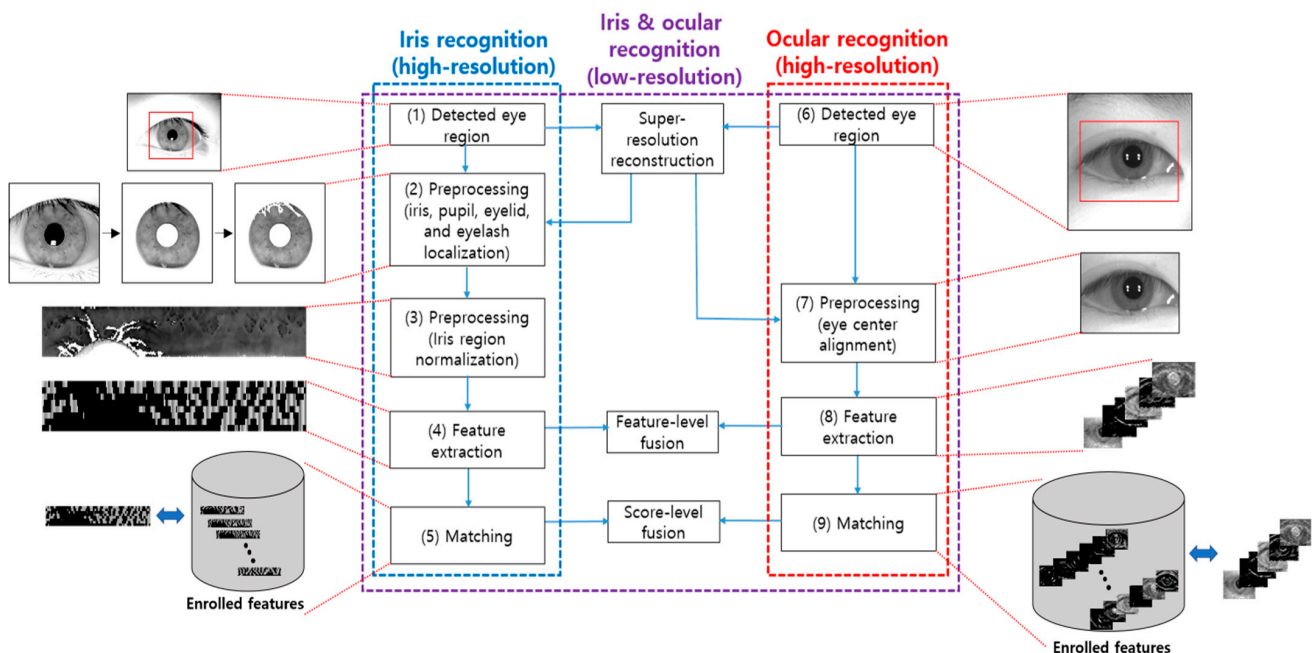 Iris recognition
(high-resolution)
Iris & ocular
recognition
(low-resolution)
Ocular recognition
(high-resolution)
(1) Detected eye
region
Super-
resolution
reconstruction
(6) Detected eye
region
(2) Preprocessing
(iris, pupil, eyelid,
and eyelash
localization)
(3) Preprocessing
(Iris region
normalization)
(7) Preprocessing
(eye center
alignment)
(4) Feature
extraction
Feature-level
fusion
(8) Feature
extraction
(5) Matching
Score-level
fusion
(9) Matching
Enrolled features
Enrolled features